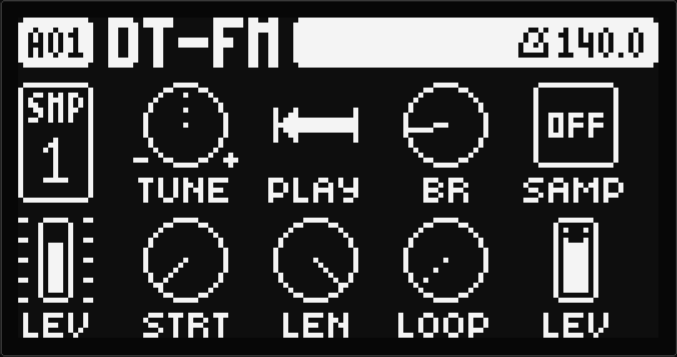 A01 DT-FM 140.0
SMP
1
OFF
- +
TUNE PLAY BR SAMP
LEV STRT LEN LOOP LEV